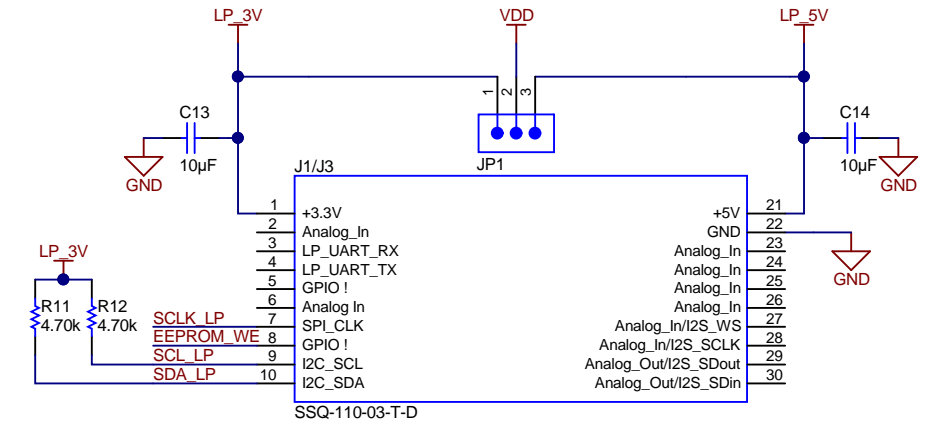 LP_3V
VDD
LP_5V
1
2
3
C13
10µF
GND
JP1
C14
10µF
GND
J1/J3
1
+3.3V
2
Analog_In
3
LP_UART_RX
4
LP_UART_TX
5
GPIO !
6
Analog In
SCLK_LP
7
SPI_CLK
EEPROM_WE
8
GPIO !
SCL_LP
9
I2C_SCL
SDA_LP
10
I2C_SDA
+5V
21
GND
22
Analog_In
23
Analog_In
24
Analog_In
25
Analog_In
26
Analog_In/I2S_WS
27
Analog_In/I2S_SCLK
28
Analog_Out/I2S_SDout
29
Analog_Out/I2S_SDin
30
GND
LP_3V
R11
4.70k
R12
4.70k
SSQ-110-03-T-D